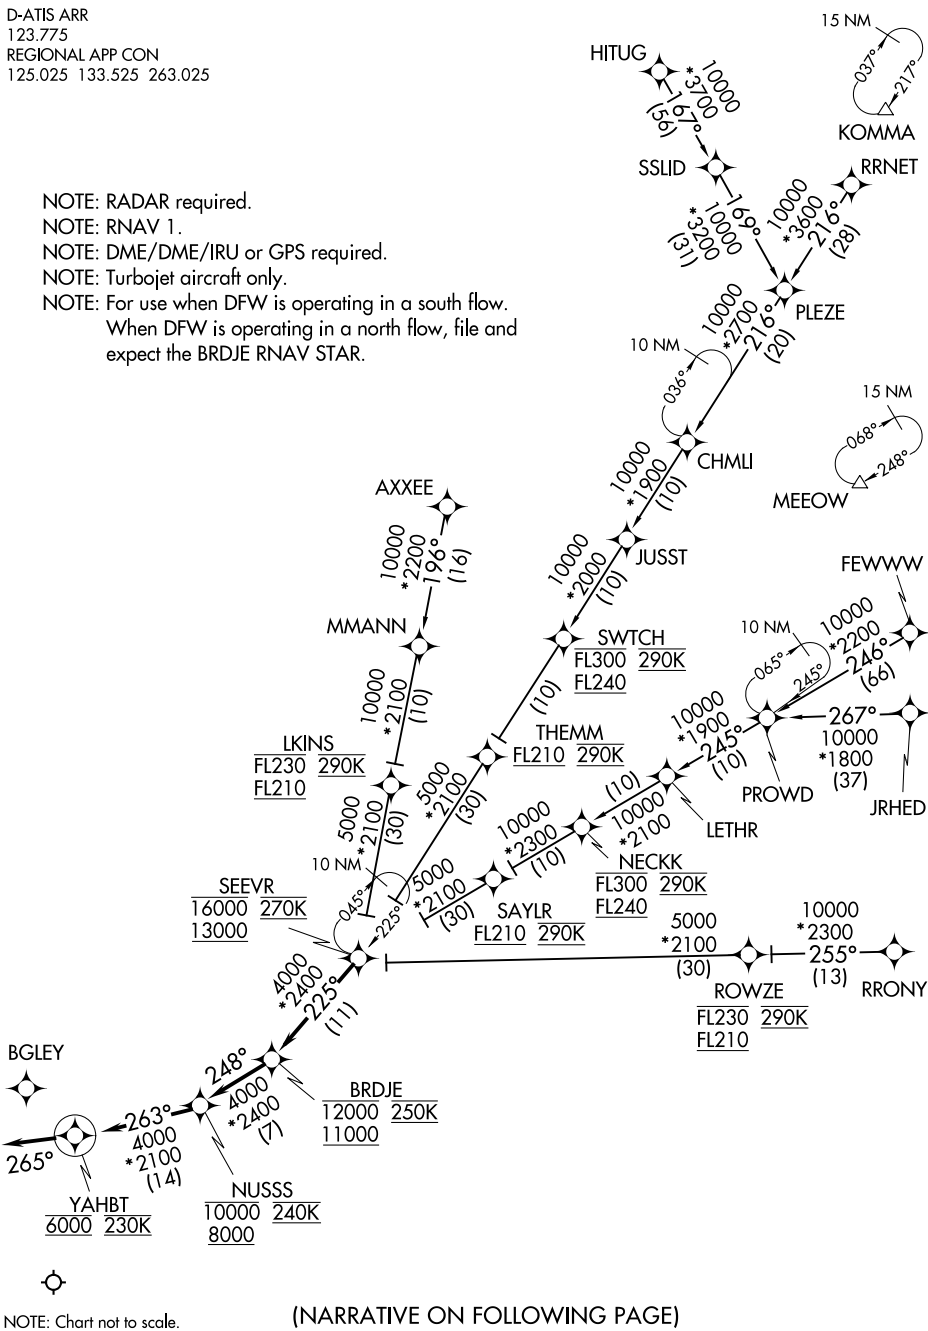 D-ATIS ARR
123.775
REGIONAL APP CON
125.025 133.525 263.025
NOTE: RADAR required.
NOTE: RNAV 1.
NOTE: DME/DME/IRU or GPS required.
NOTE: Turbojet aircraft only.
NOTE: For use when DFW is operating in a south flow.
When DFW is operating in a north flow, file and
expect the BRDJE RNAV STAR.
HITUG
10000
*3700
167°
(56)
15 NM
037°
217°
KOMMA
SSLID
169°
10000
*3200
(31)
RRNET
10000
*3600
216°
(28)
PLEZE
10000
*2700
216°
(20)
10 NM
036°
CHMLI
15 NM
068°
248°
MEEOW
10000
*1900
(10)
JUSST
10000
*2000
(10)
AXXEE
10000
*2200
196°
(16)
MMANN
10000
*2100
(10)
SWTCH
FL300 290K
FL240
(10)
FEWWW
10000
*2200
246°
(66)
10 NM
065°
245°
267°
10000
*1800
(37)
JRHED
PROWD
10000
*1900
245°
(10)
LETHR
LKINS
FL230 290K
FL210
5000
*2100
(30)
THEMM
FL210 290K
5000
*2100
(30)
(10)
10000
*2100
NECKK
FL300 290K
FL240
10000
*2300
(10)
SAYLR
FL210 290K
5000
*2100
(30)
10 NM
045°
225°
SEEVR
16000 270K
13000
5000
*2100
(30)
ROWZE
FL230 290K
FL210
10000
*2300
255°
(13)
RRONY
4000
*2400
225°
(11)
BRDJE
12000 250K
11000
248°
4000
*2400
(7)
NUSSS
10000 240K
8000
BGLEY
263°
4000
*2100
(14)
265°
YAHBT
6000 230K
NOTE: Chart not to scale.
(NARRATIVE ON FOLLOWING PAGE)